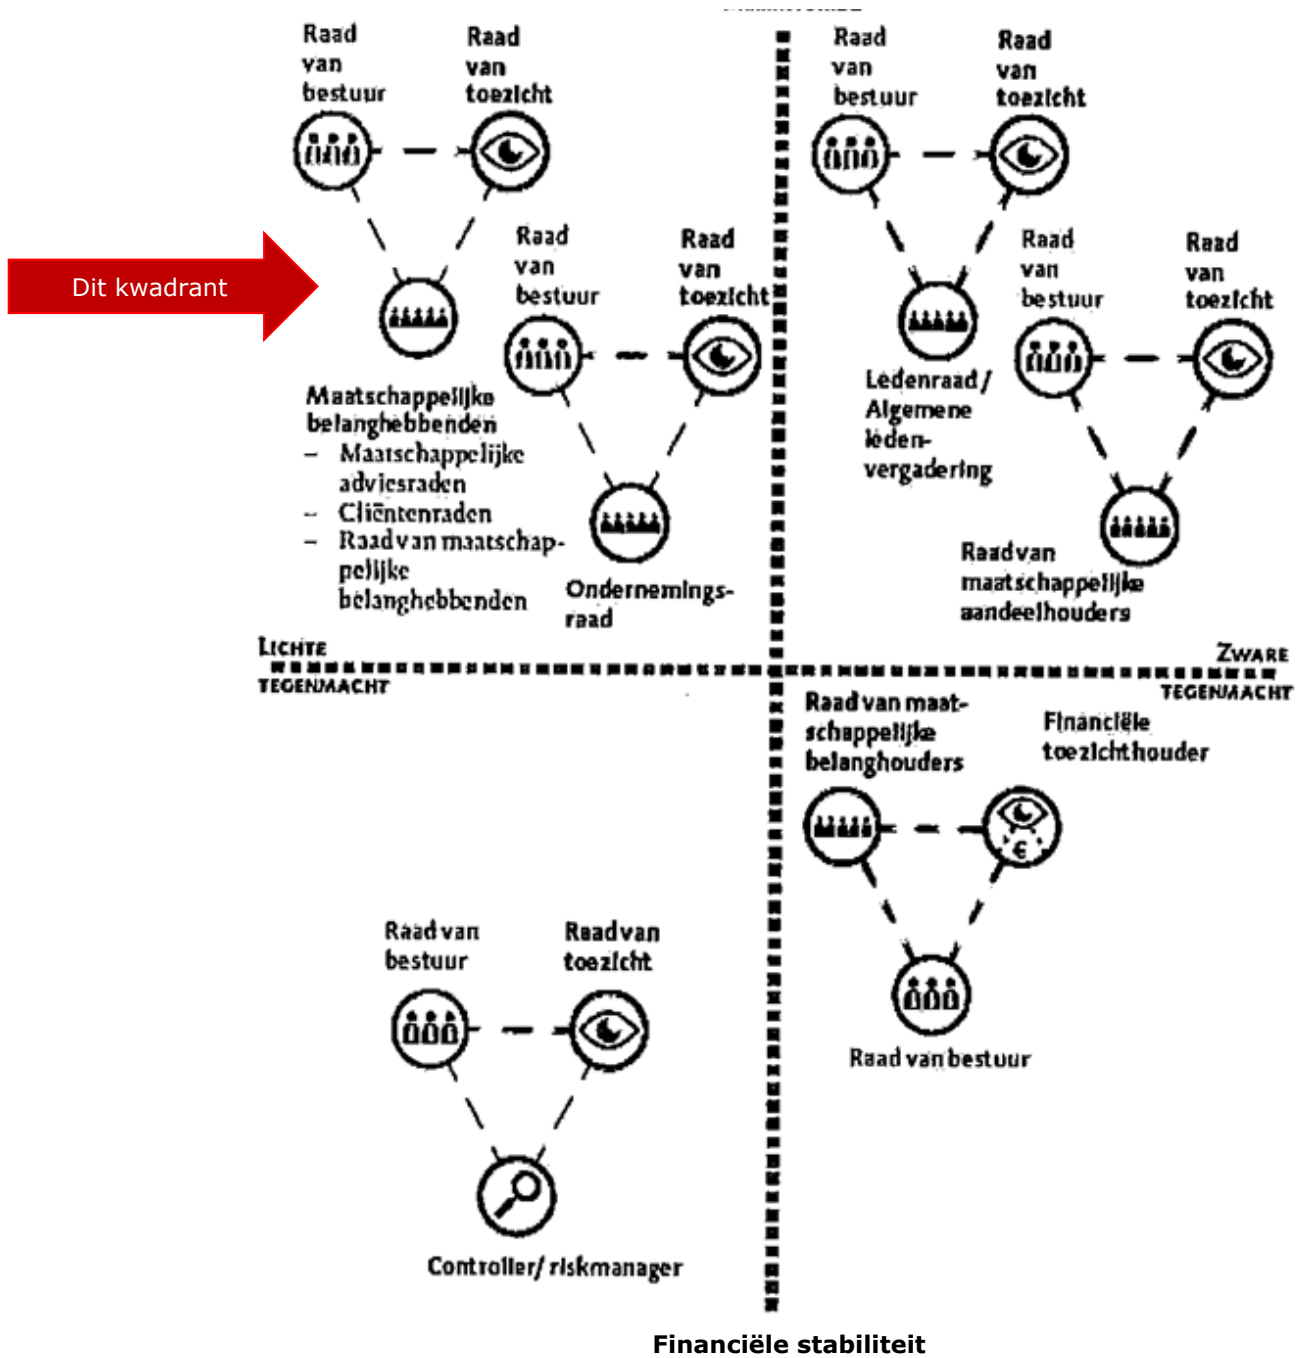 Raad
van
bestuur
Raad
van
toezicht
Raad
van
bestuur
Raad
van
toezicht
Dit kwadrant
Raad
van
bestuur
Raad
van
toezicht
Raad
van
bestuur
Raad
van
toezicht
Maatschappelijke
belanghebbenden
– Maatschappelijke
adviesraden
– Cliëntenraden
– Raad van maatschap-
pelijke
belanghebbenden
Ondernemings-
raad
Ledenraad /
Algemene
leden-
vergadering
Raad van
maatschappelijke
aandeelhouders
LICHTE
TEGENMACHT
ZWARE
TEGENMACHT
Raad van maat-
schappelijke
belanghouders
Financiële
toezichthouder
Raad van
bestuur
Raad van
toezicht
€
Raad van bestuur
Controller/ riskmanager
Financiële stabiliteit